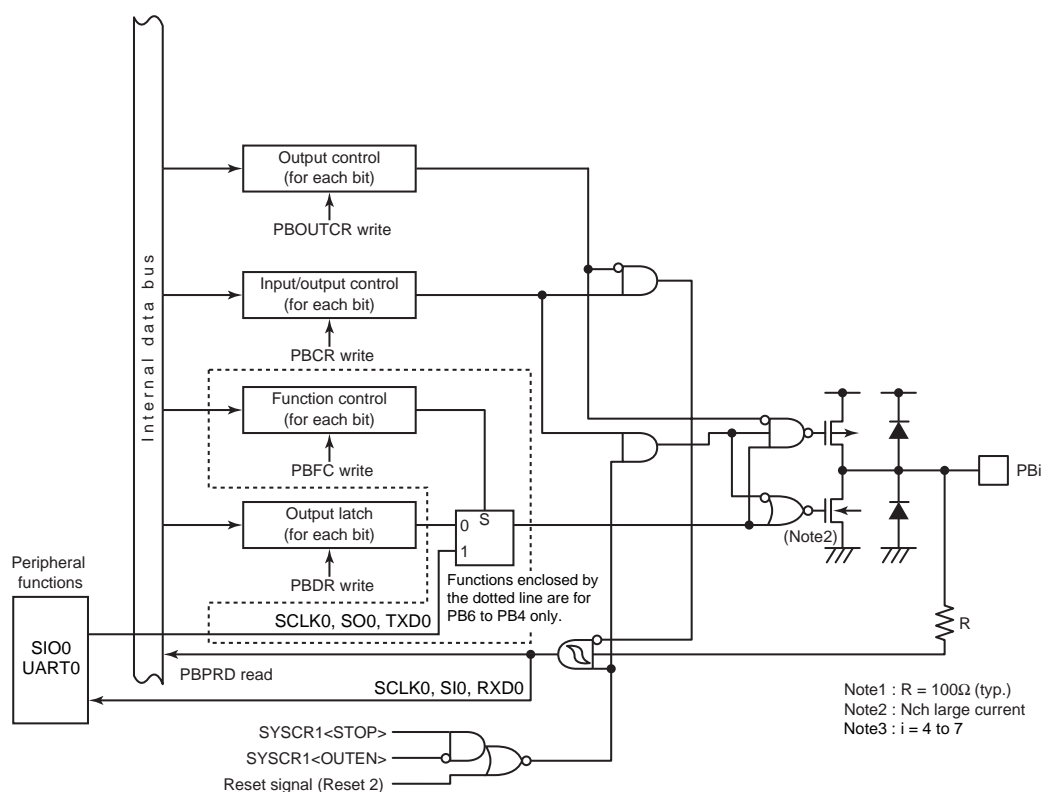 Internal data bus
Output control
(for each bit)
PBOUTCR write
Input/output control
(for each bit)
PBCR write
Function control
(for each bit)
PBFC write
Output latch
(for each bit)
PBDR write
0 S
1
Functions enclosed by
the dotted line are for
PB6 to PB4 only.
Peripheral
functions
SIO0
UART0
SCLK0, SO0, TXD0
PBPRD read
SCLK0, SI0, RXD0
SYSCR1<STOP>
SYSCR1<OUTEN>
Reset signal (Reset 2)
(Note2)
PBi
R
Note1 : R = 100Ω (typ.)
Note2 : Nch large current
Note3 : i = 4 to 7